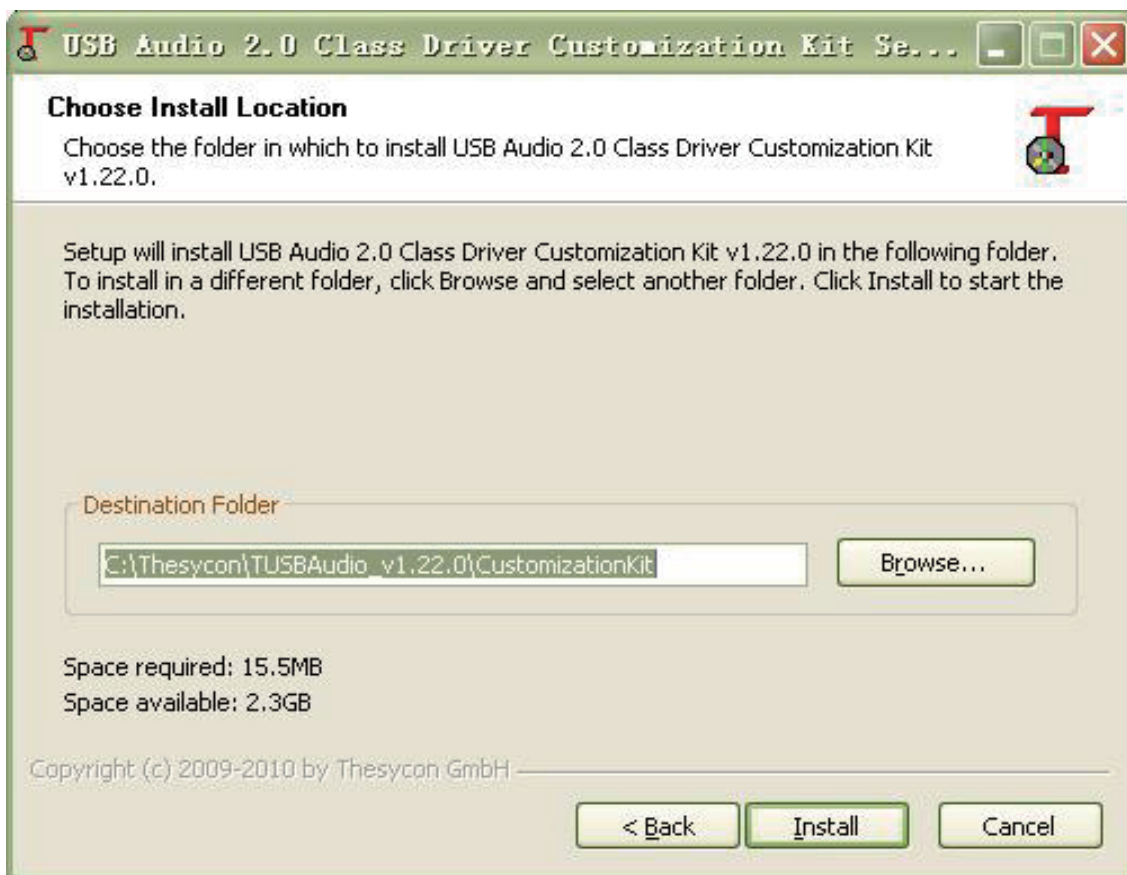 USB Audio 2.0 Class Driver Customization Kit Se...
Choose Install Location
Choose the folder in which to install USB Audio 2.0 Class Driver Customization Kit
v1.22.0.
Setup will install USB Audio 2.0 Class Driver Customization Kit v1.22.0 in the following folder.
To install in a different folder, click Browse and select another folder. Click Install to start the
installation.
Destination Folder
C:\Thesycon\TUSBAudio_v1.22.0\CustomizationKit
Browse...
Space required: 15.5MB
Space available: 2.3GB
Copyright (c) 2009-2010 by Thesycon GmbH
< Back
Install
Cancel